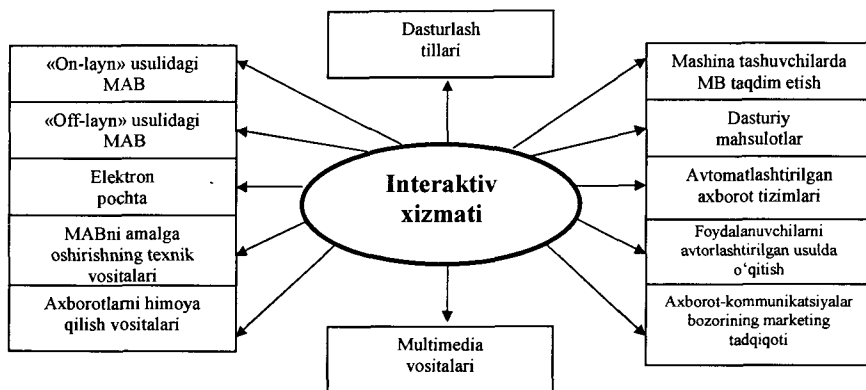 Dasturlash
tillari
«On-layn» usulidagi
MAB
«Off-layn» usulidagi
MAB
Elektron
pochta
MABni amalga
oshirishning texnik
vositalari
Axborotlarni himoya
qilish vositalari
Interaktiv
xizmati
Mashina tashuvchilarda
MB taqdim etish
Dasturiy
mahsulotlar
Avtomatlashtirilgan
axborot tizimlari
Foydalanuvchilarni
avtorlashtirilgan usulda
o‘qitish
Axborot-kommunikatsiyalar
bozorining marketing
tadqiqoti
Multimedia
vositalari